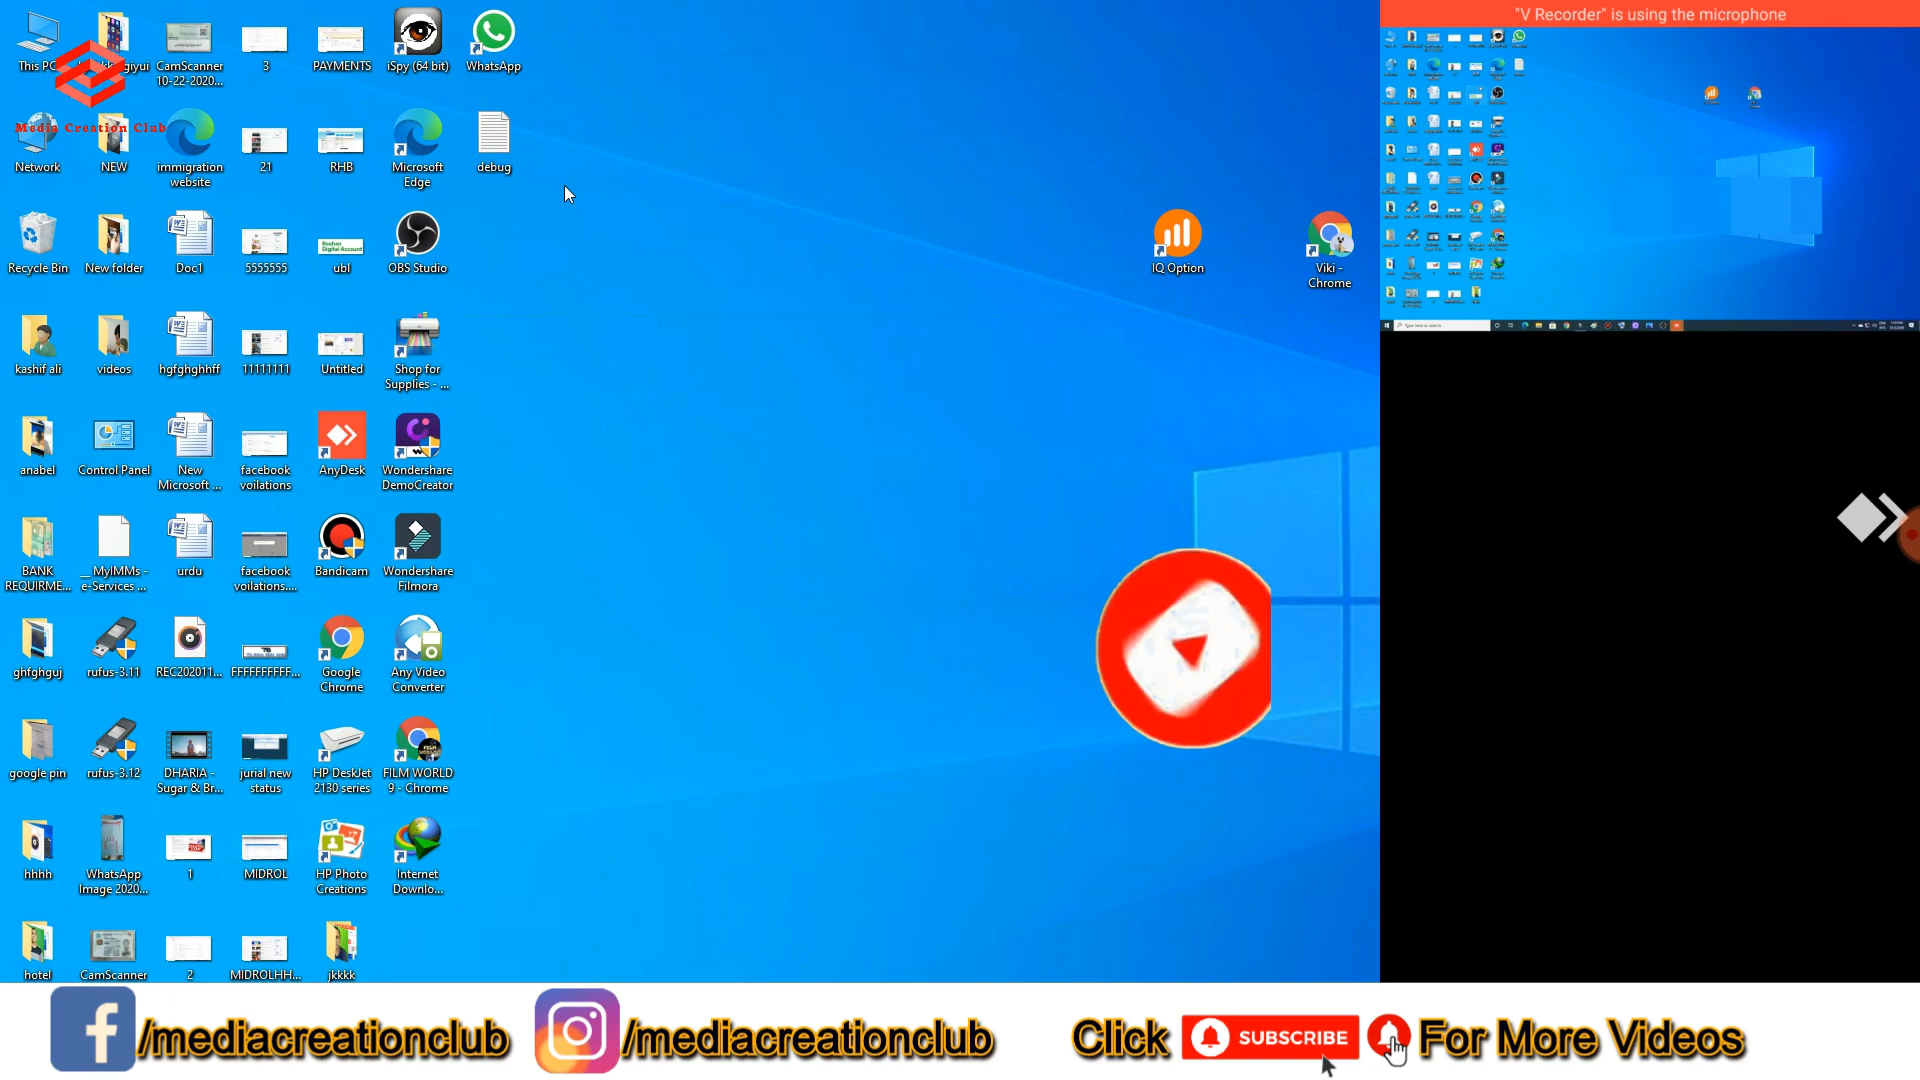 "V Recorder" is using the microphone
This PC
kk
giyui
CamScanner
10-22-2020...
3
PAYMENTS
iSpy (64 bit)
WhatsApp
Media Creation Club
Network
NEW
immigration
website
21
RHB
Microsoft
Edge
debug
Recycle Bin
New folder
Doc1
5555555
Roshan
Digital Account
ubl
OBS Studio
IQ Option
Viki -
Chrome
kashif ali
videos
hgfghghhff
11111111
Untitled
Shop for
Supplies - ...
anabel
Control Panel
New
Microsoft ...
facebook
voilations
AnyDesk
Wondershare
DemoCreator
BANK
REQUIRME...
__ MyIMMs -
e-Services ...
urdu
facebook
voilations....
Bandicam
Wondershare
Filmora
ghfghguj
rufus-3.11
REC202011...
FFFFFFFFFF...
Google
Chrome
Any Video
Converter
google pin
rufus-3.12
DHARIA -
Sugar & Br...
jurial new
status
HP DeskJet
2130 series
FILM WORLD
9 - Chrome
hhhh
WhatsApp
Image 2020...
1
MIDROL
HP Photo
Creations
Internet
Downlo...
hotel
CamScanner
2
MIDROLHH...
jkkkk
/mediacreationclub
/mediacreationclub
Click
SUBSCRIBE
For More Videos